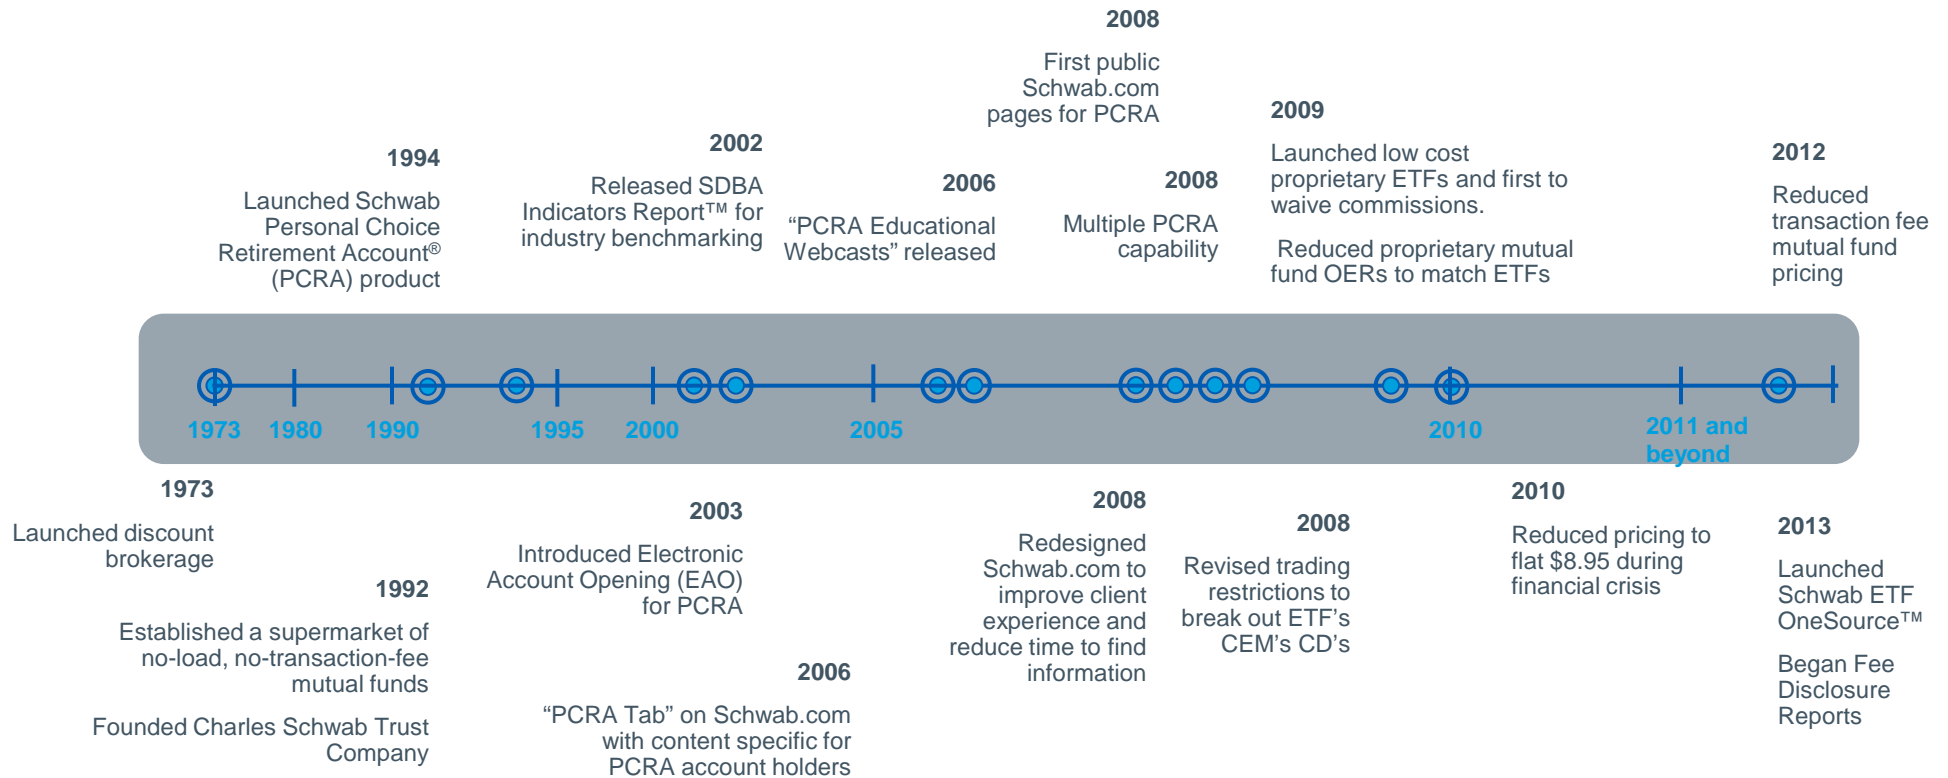 2008
First public
Schwab.com
pages for PCRA
1994
Launched Schwab
Personal Choice
Retirement Account®
(PCRA) product
2002
Released SDBA
Indicators Report™ for
industry benchmarking
2006
“PCRA Educational
Webcasts” released
2008
Multiple PCRA
capability
2009
Launched low cost
proprietary ETFs and first to
waive commissions.
Reduced proprietary mutual
fund OERs to match ETFs
2012
Reduced
transaction fee
mutual fund
pricing
1973
1980
1990
1995
2000
2005
2010
2011 and
beyond
1973
Launched discount
brokerage
1992
Established a supermarket of
no-load, no-transaction-fee
mutual funds
Founded Charles Schwab Trust
Company
2003
Introduced Electronic
Account Opening (EAO)
for PCRA
2006
“PCRA Tab” on Schwab.com
with content specific for
PCRA account holders
2008
Redesigned
Schwab.com to
improve client
experience and
reduce time to find
information
2008
Revised trading
restrictions to
break out ETF’s
CEM’s CD’s
2010
Reduced pricing to
flat $8.95 during
financial crisis
2013
Launched
Schwab ETF
OneSource™
Began Fee
Disclosure
Reports